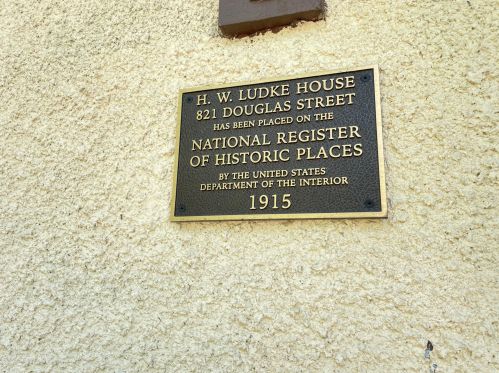 H. W. LUDKE HOUSE
821 DOUGLAS STREET
HAS BEEN PLACED ON THE
NATIONAL REGISTER
OF HISTORIC PLACES
BY THE UNITED STATES
DEPARTMENT OF THE INTERIOR
1915